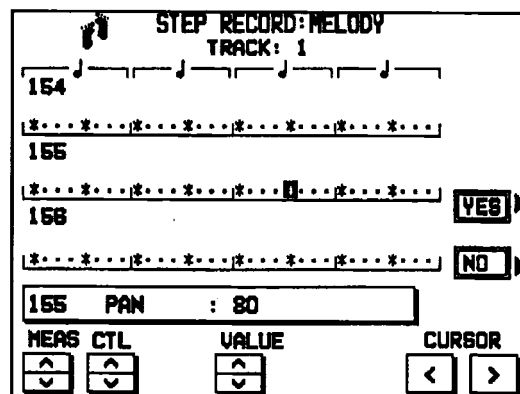 STEP RECORD:MELODY
TRACK: 1
154
*...*...*...*...*...*...*...*...
155
*...*...*...*...*... ...*...*...
YES
156
*...*...*...*...*...*...*...*...
NO
155 PAN : 80
MEAS CTL VALUE CURSOR
< >